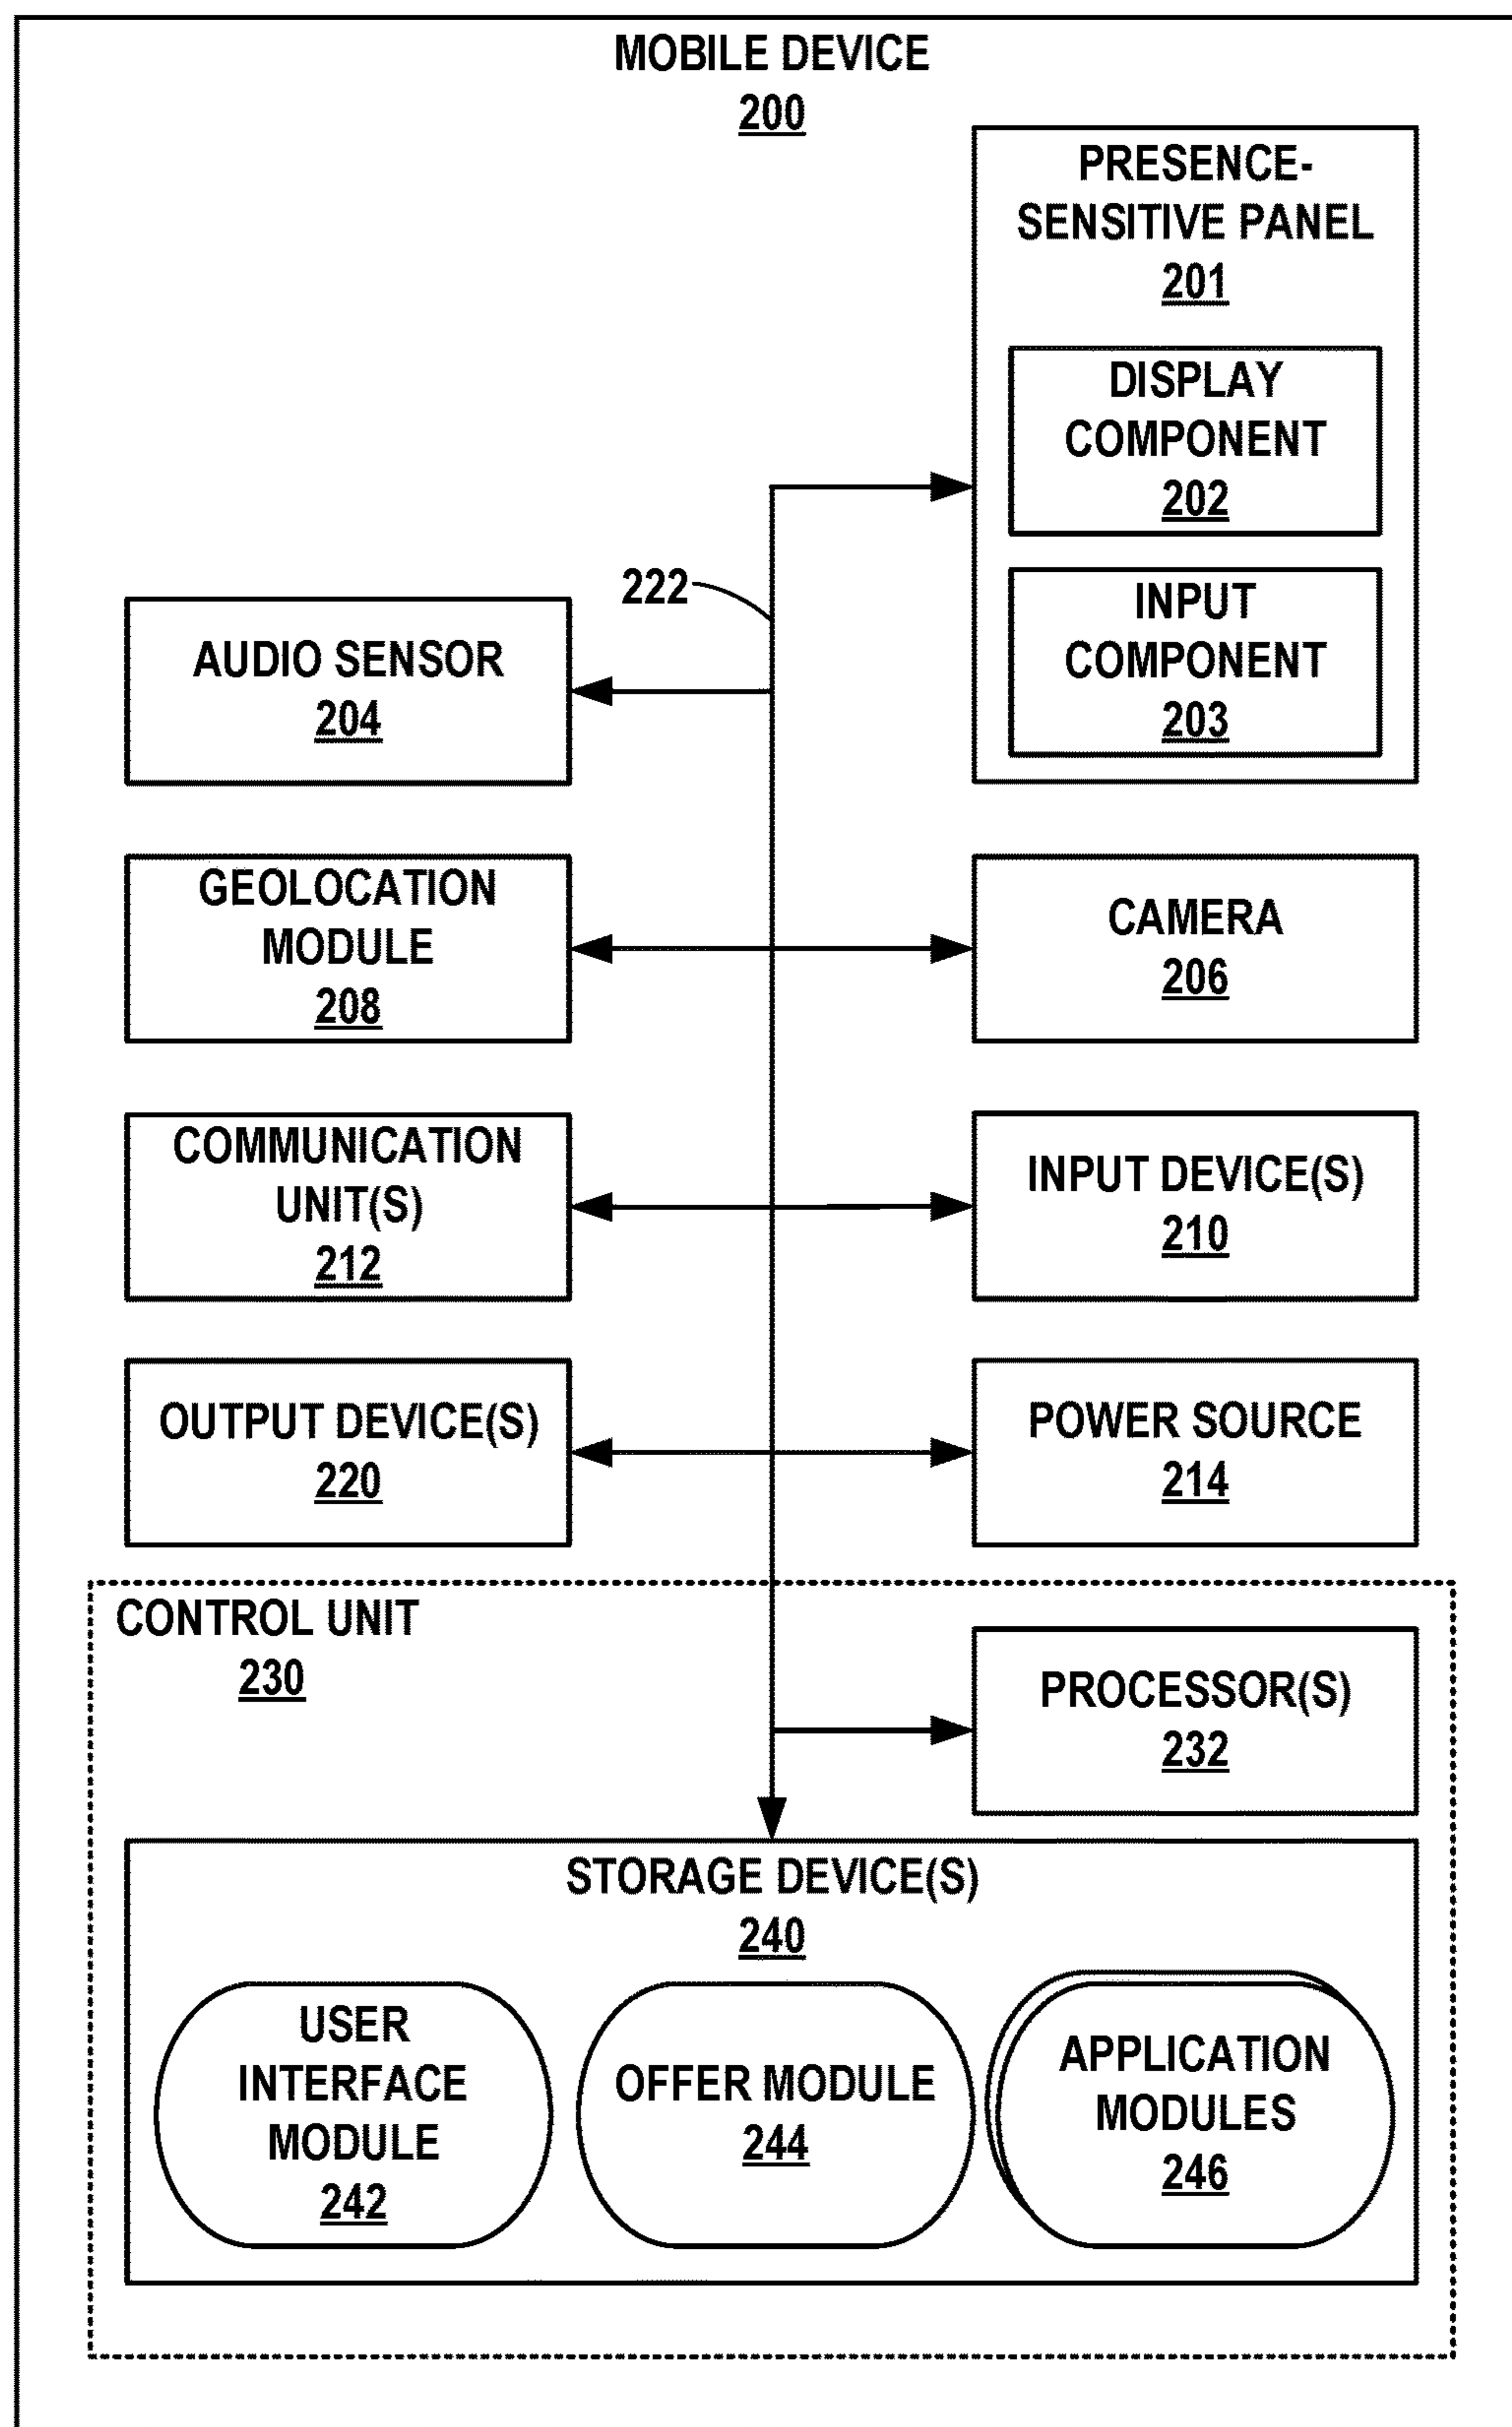 MOBILE DEVICE
200
PRESENCE-
SENSITIVE PANEL
201
DISPLAY
COMPONENT
202
INPUT
COMPONENT
203
222
AUDIO SENSOR
204
GEOLOCATION
MODULE
208
CAMERA
206
COMMUNICATION
UNIT(S)
212
INPUT DEVICE(S)
210
OUTPUT DEVICE(S)
220
POWER SOURCE
214
CONTROL UNIT
230
PROCESSOR(S)
232
STORAGE DEVICE(S)
240
USER
INTERFACE
MODULE
242
OFFER MODULE
244
APPLICATION
MODULES
246